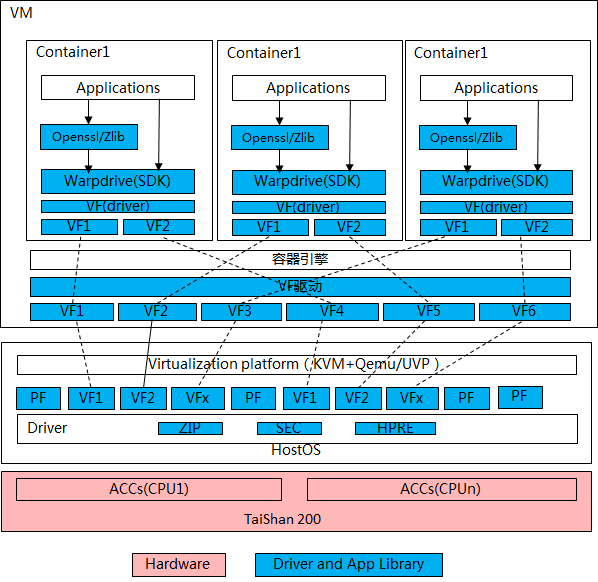 VM
Container1 Container1 Container1
Applications Applications Applications
Openssl/Zlib Openssl/Zlib Openssl/Zlib
Warpdrive(SDK) Warpdrive(SDK) Warpdrive(SDK)
VF(driver) VF(driver) VF(driver)
VF1 VF2 VF1 VF2 VF1 VF2
容器引擎
VF驱动
VF1 VF2 VF3 VF4 VF5 VF6
Virtualization platform（KVM+Qemu/UVP）
PF VF1 VF2 VFx PF VF1 VF2 VFx PF PF
Driver ZIP SEC HPRE
HostOS
ACCs(CPU1) ACCs(CPUn)
TaiShan 200
Hardware Driver and App Library